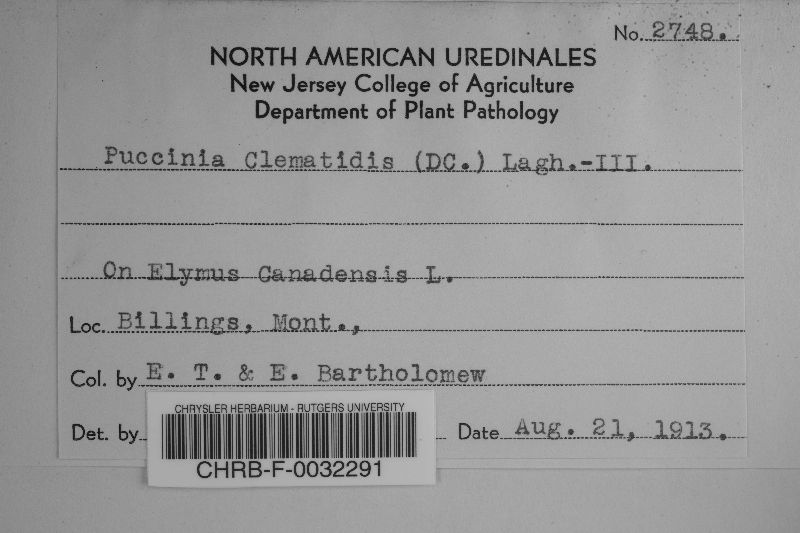 No. 2748.
NORTH AMERICAN UREDINALES
New Jersey College of Agriculture
Department of Plant Pathology
Puccinia Clematidis (DC.) Lagh.-III.
On Elymus Canadensis L.
Loc. Billings, Mont.,
Col. by E. T. & E. Bartholomew
Det. by Date Aug. 21, 1913.
CHRYSLER HERBARIUM - RUTGERS UNIVERSITY
CHRB-F-0032291